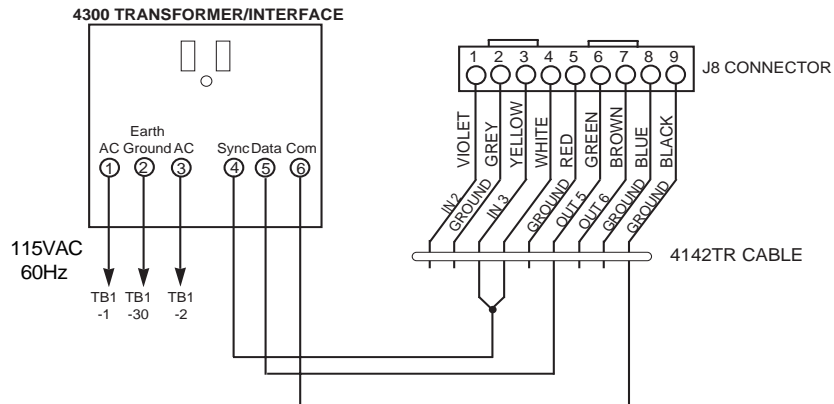 4300 TRANSFORMER/INTERFACE
Earth
AC Ground AC Sync Data Com
1 2 3 4 5 6
115VAC
60Hz
TB1 TB1 TB1
-1 -30 -2
1 2 3 4 5 6 7 8 9
J8 CONNECTOR
VIOLET
GREY
YELLOW
WHITE
RED
GREEN
BROWN
BLUE
BLACK
IN 2
GROUND
IN 3
GROUND
OUT 5
OUT 6
GROUND
GROUND
4142TR CABLE